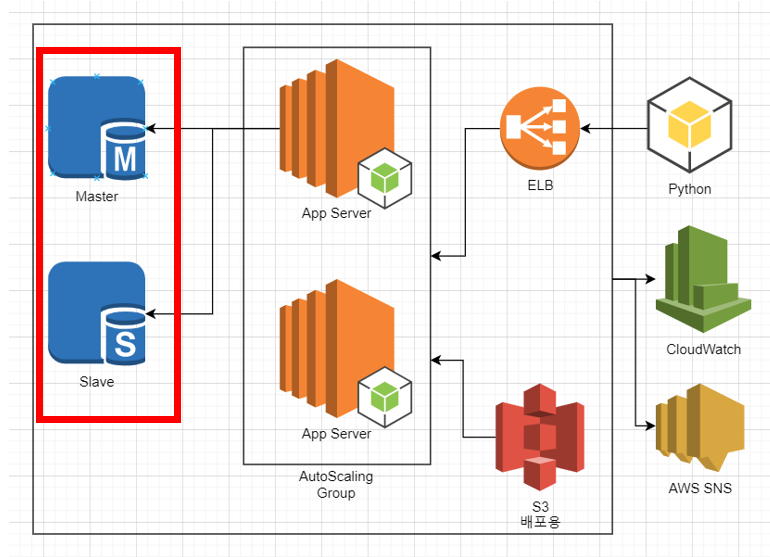 M
Master
S
Slave
App Server
App Server
AutoScaling
Group
ELB
S3
배포용
Python
CloudWatch
AWS SNS